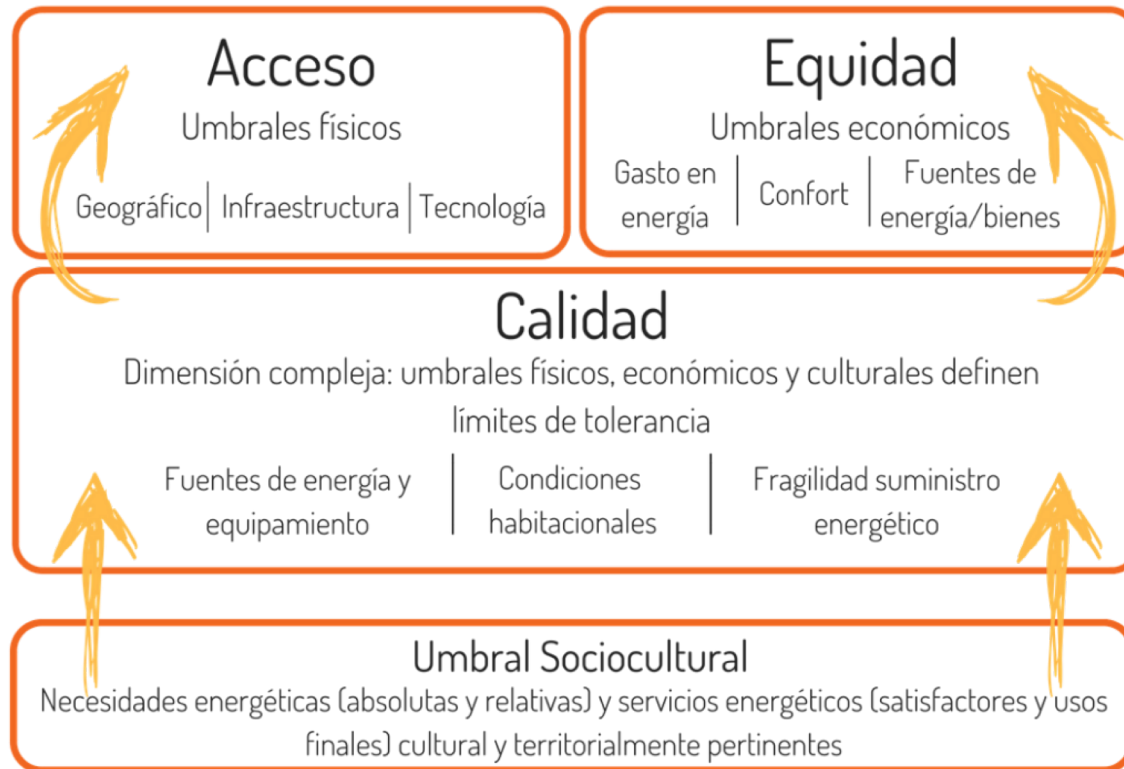 Acceso
Umbrales físicos
Geográfico
Infraestructura
Tecnología
Equidad
Umbrales económicos
Gasto en
energía
Confort
Fuentes de
energía/bienes
Calidad
Dimensión compleja: umbrales físicos, económicos y culturales definen
límites de tolerancia
Fuentes de energía y
equipamiento
Condiciones
habitacionales
Fragilidad suministro
energético
Umbral Sociocultural
Necesidades energéticas (absolutas y relativas) y servicios energéticos (satisfactores y usos
finales) cultural y territorialmente pertinentes